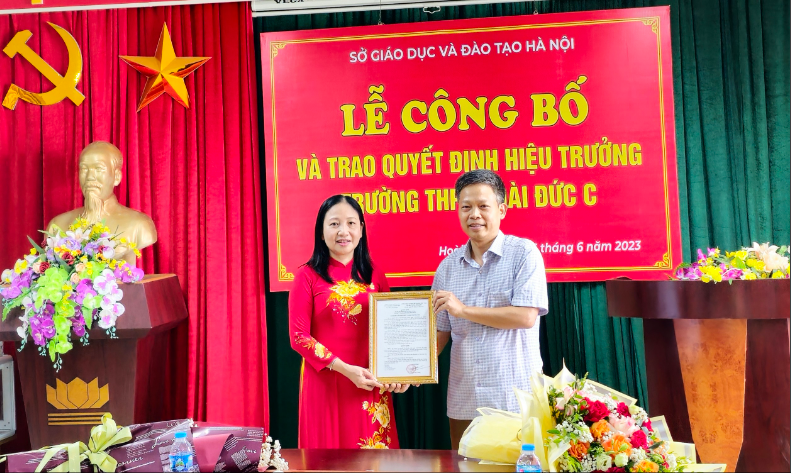 SỞ GIÁO DỤC VÀ ĐÀO TẠO HÀ NỘI
LỄ CÔNG BỐ
VÀ TRAO QUYẾT ĐỊNH HIỆU TRƯỞNG
TRƯỜNG ĐỨC C
tháng 6 năm 2023